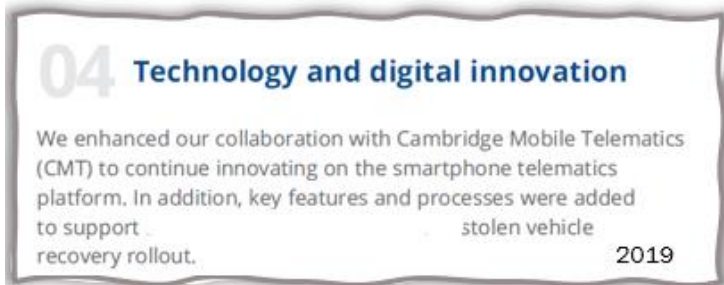 04 Technology and digital innovation
We enhanced our collaboration with Cambridge Mobile Telematics
(CMT) to continue innovating on the smartphone telematics
platform. In addition, key features and processes were added
to support stolen vehicle
recovery rollout. 2019